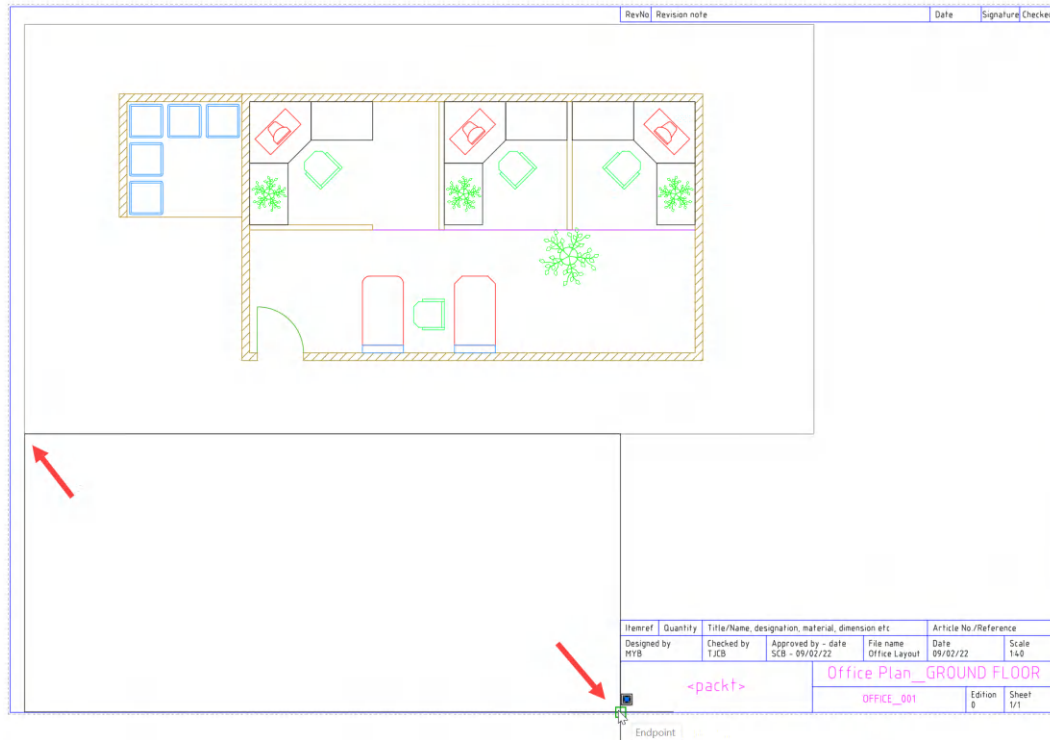 RevNo Revision note Date Signature Checked
Itemref Quantity Title/Name, designation, material, dimension etc Article No./Reference
Designed by Checked by Approved by - date File name Date Scale
MYB TJCB SCB - 09/02/22 Office Layout 09/02/22 1:40
<packt>
Office Plan_GROUND FLOOR
OFFICE_001
Edition Sheet
0 1/1
Endpoint